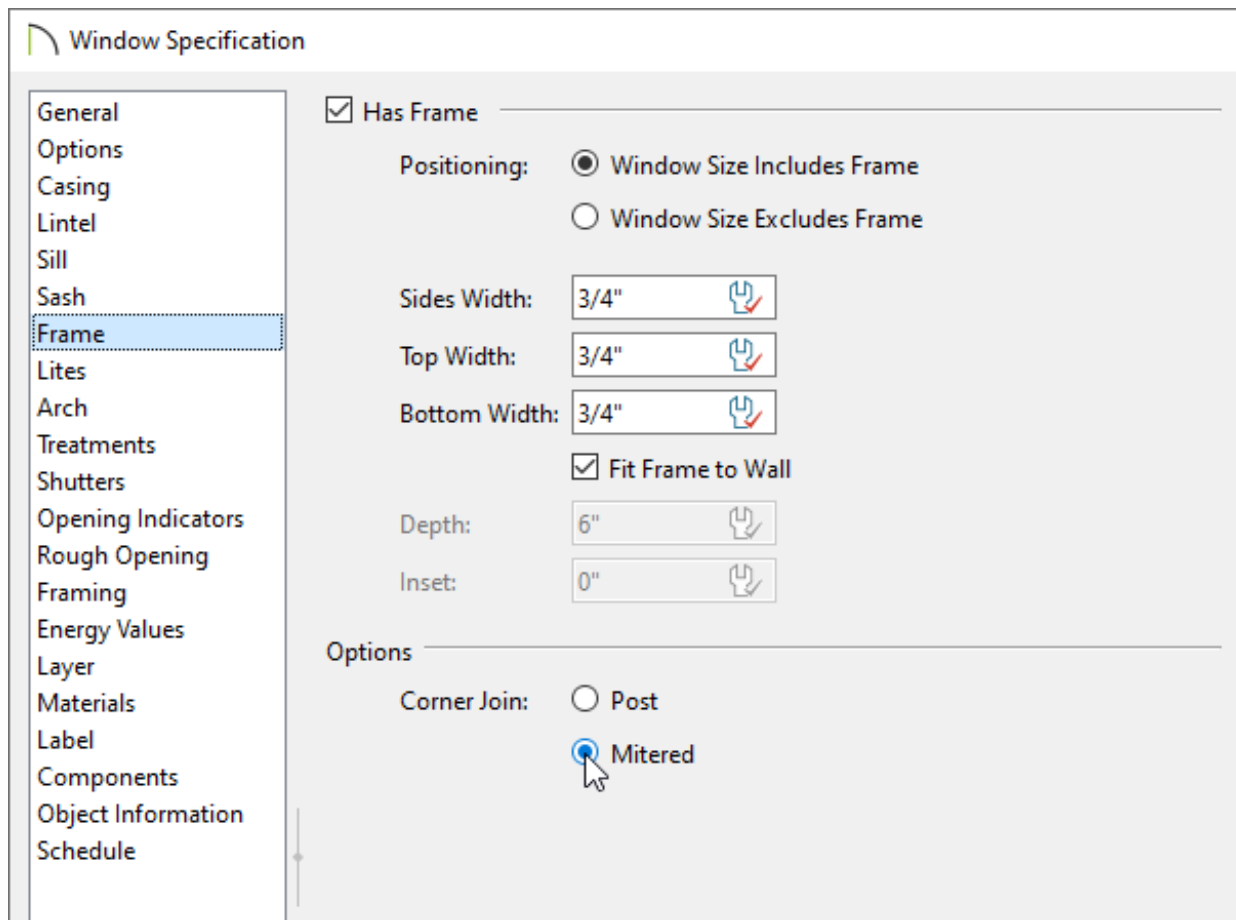 Window Specification
General
Options
Casing
Lintel
Sill
Sash
Frame
Lites
Arch
Treatments
Shutters
Opening Indicators
Rough Opening
Framing
Energy Values
Layer
Materials
Label
Components
Object Information
Schedule
Has Frame
Positioning: Window Size Includes Frame
Window Size Excludes Frame
Sides Width: 3/4"
Top Width: 3/4"
Bottom Width: 3/4"
Fit Frame to Wall
Depth: 6"
Inset: 0"
Options
Corner Join: Post
Mitered